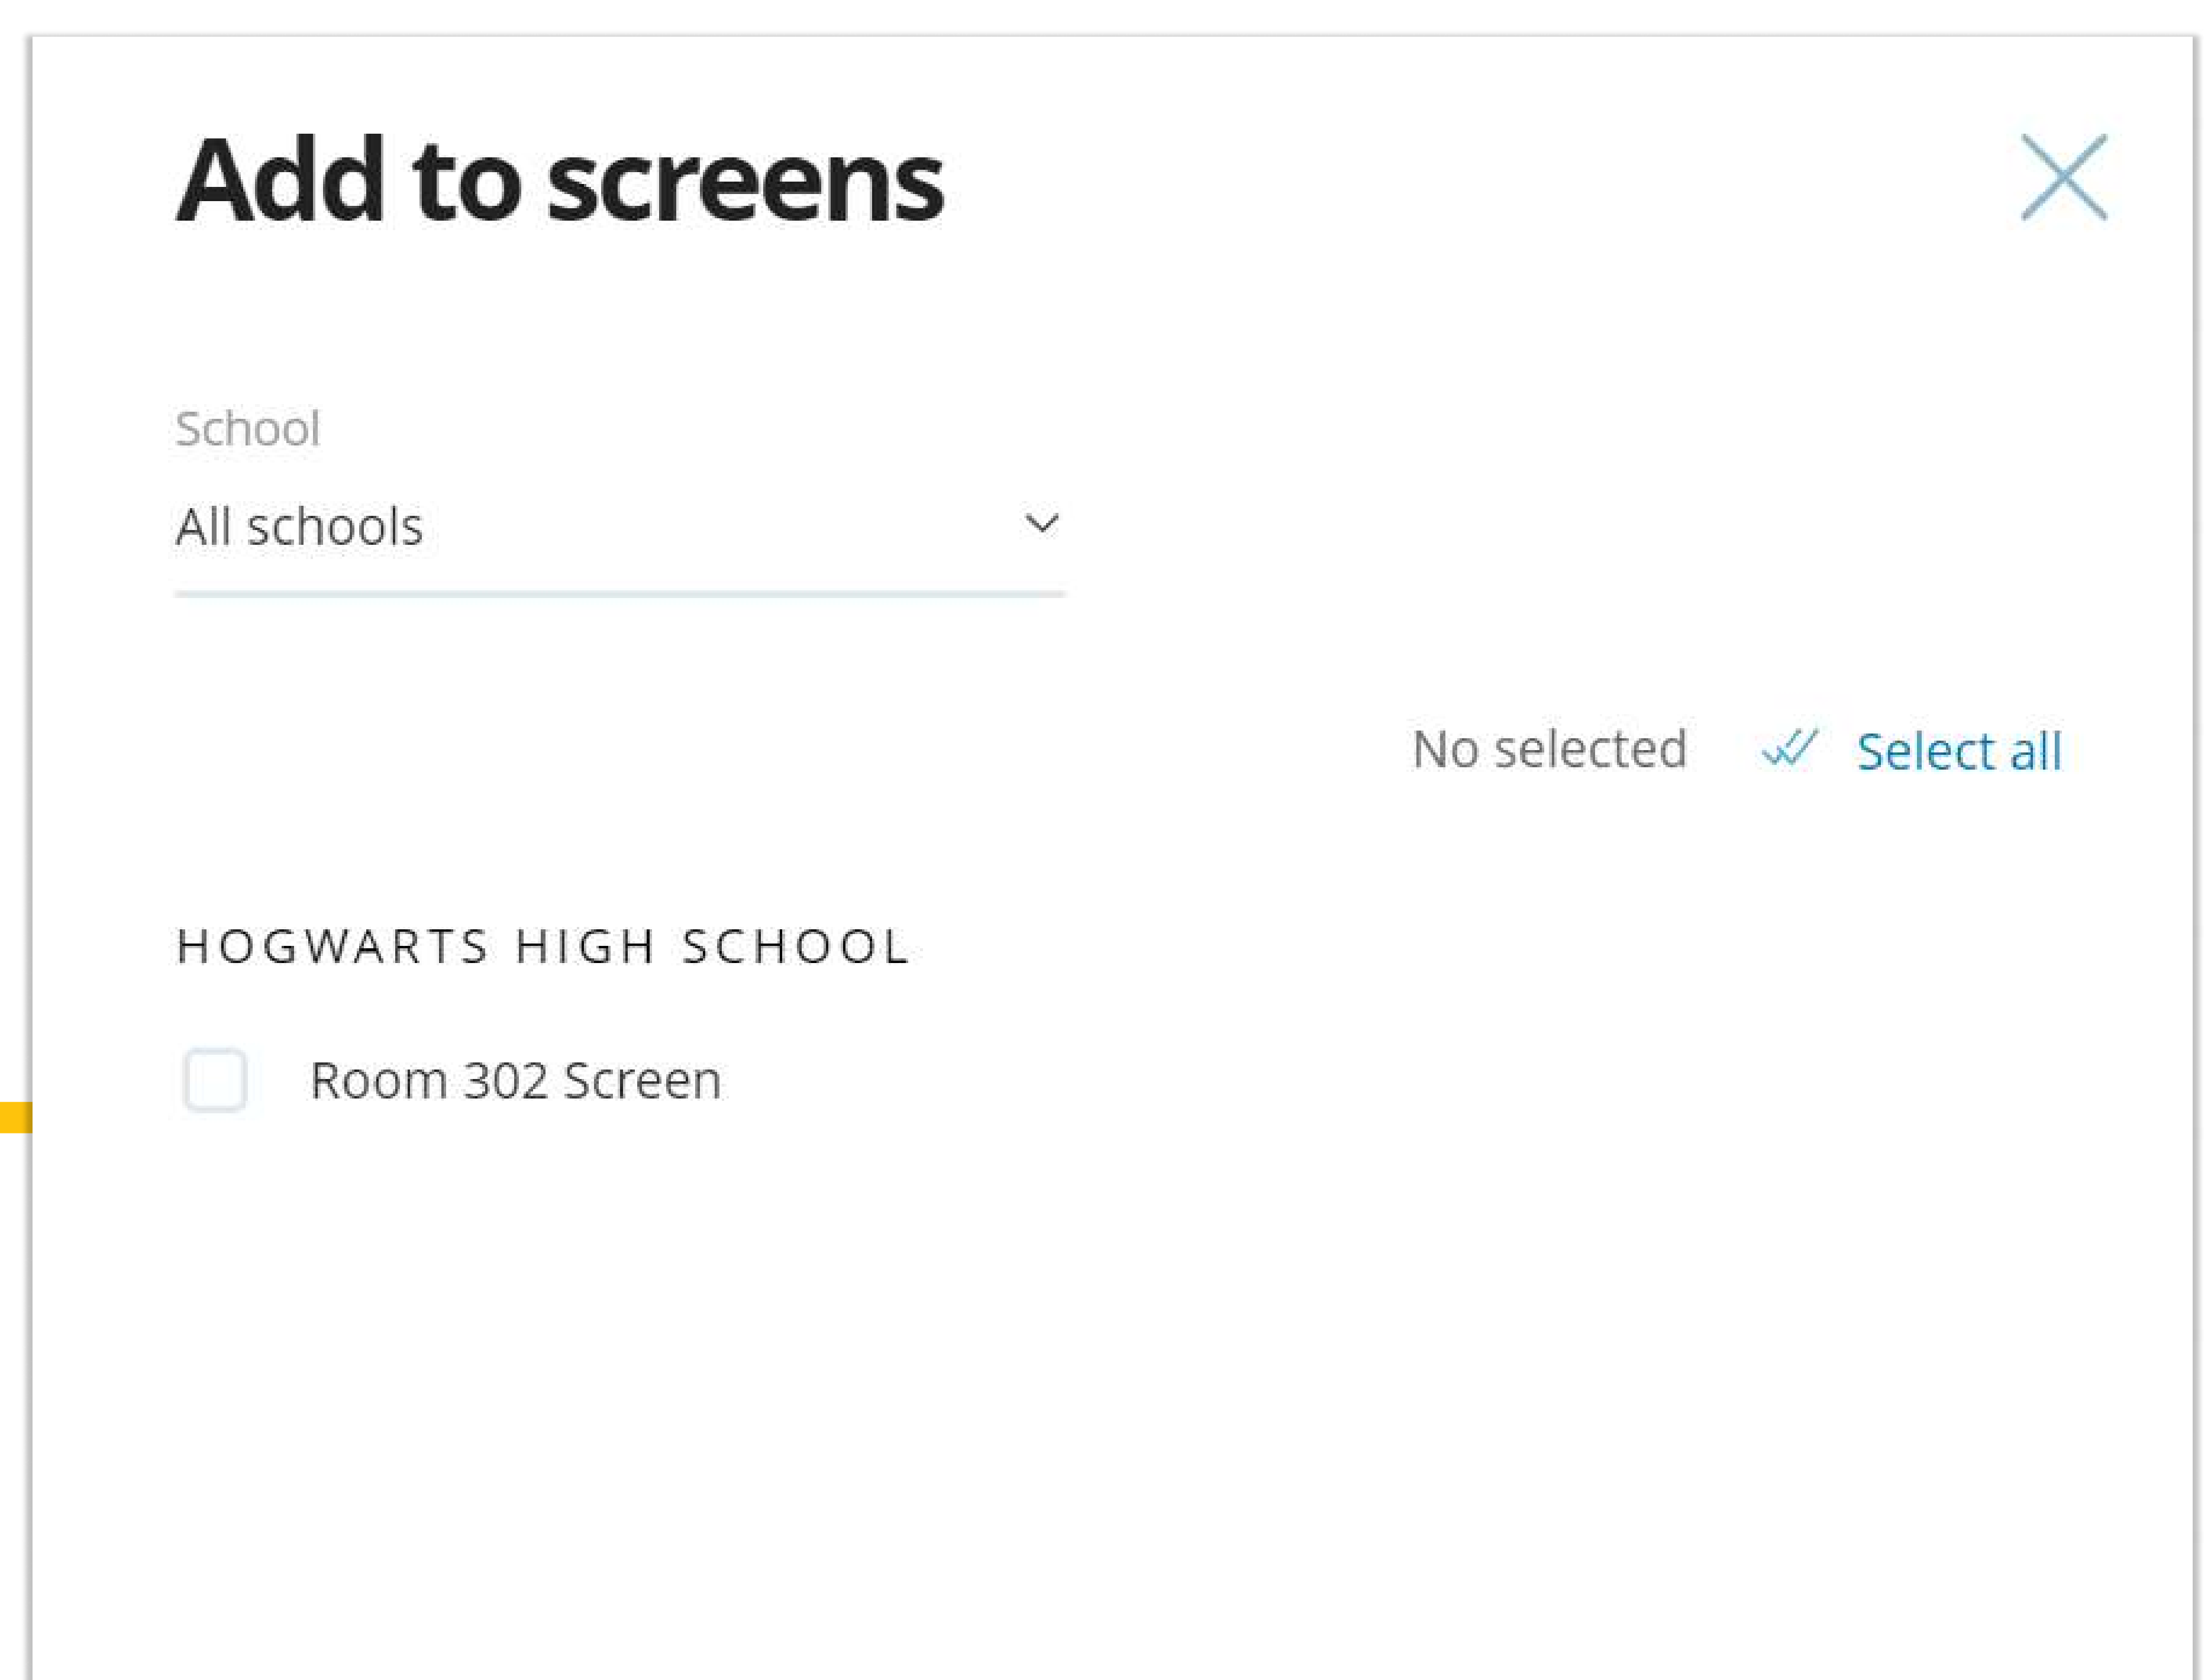 Add to screens
School
All schools
No selected Select all
HOGWARTS HIGH SCHOOL
Room 302 Screen